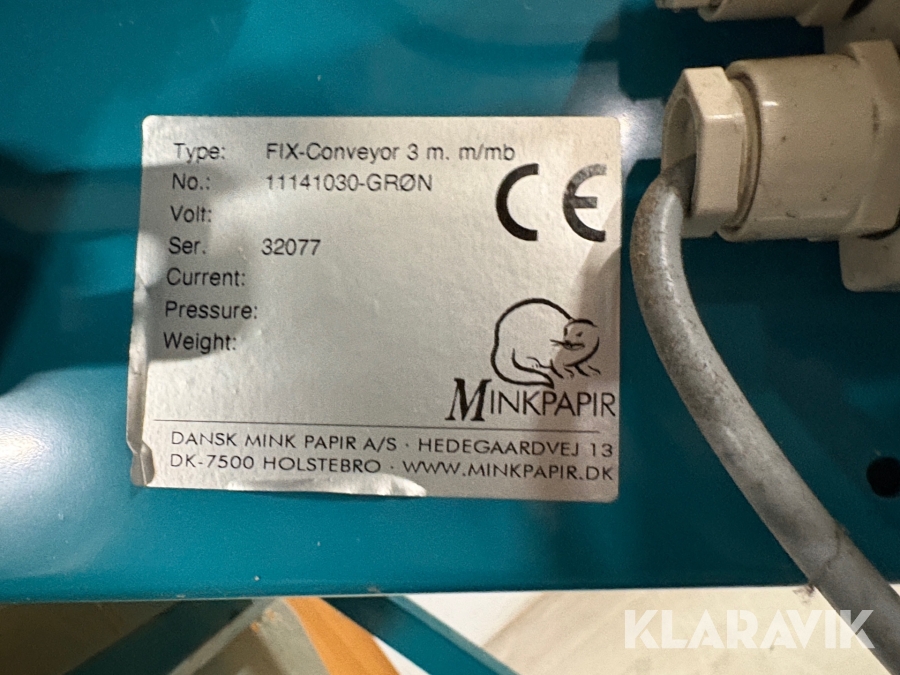 Type: FIX-Conveyor 3 m. m/mb
No.: 11141030-GRØN
Volt:
Ser. 32077
Current:
Pressure:
Weight:
CE
MINKPAPIR
DANSK MINK PAPIR A/S · HEDEGAARDVEJ 13
DK-7500 HOLSTEBRO · WWW.MINKPAPIR.DK
KLARAVIK